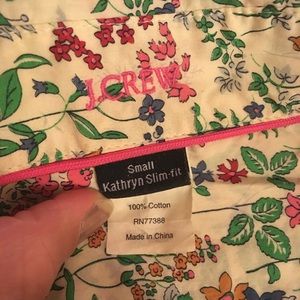 J.CREW
Small
Kathryn Slim-fit
100% Cotton
RN77388
Made in China